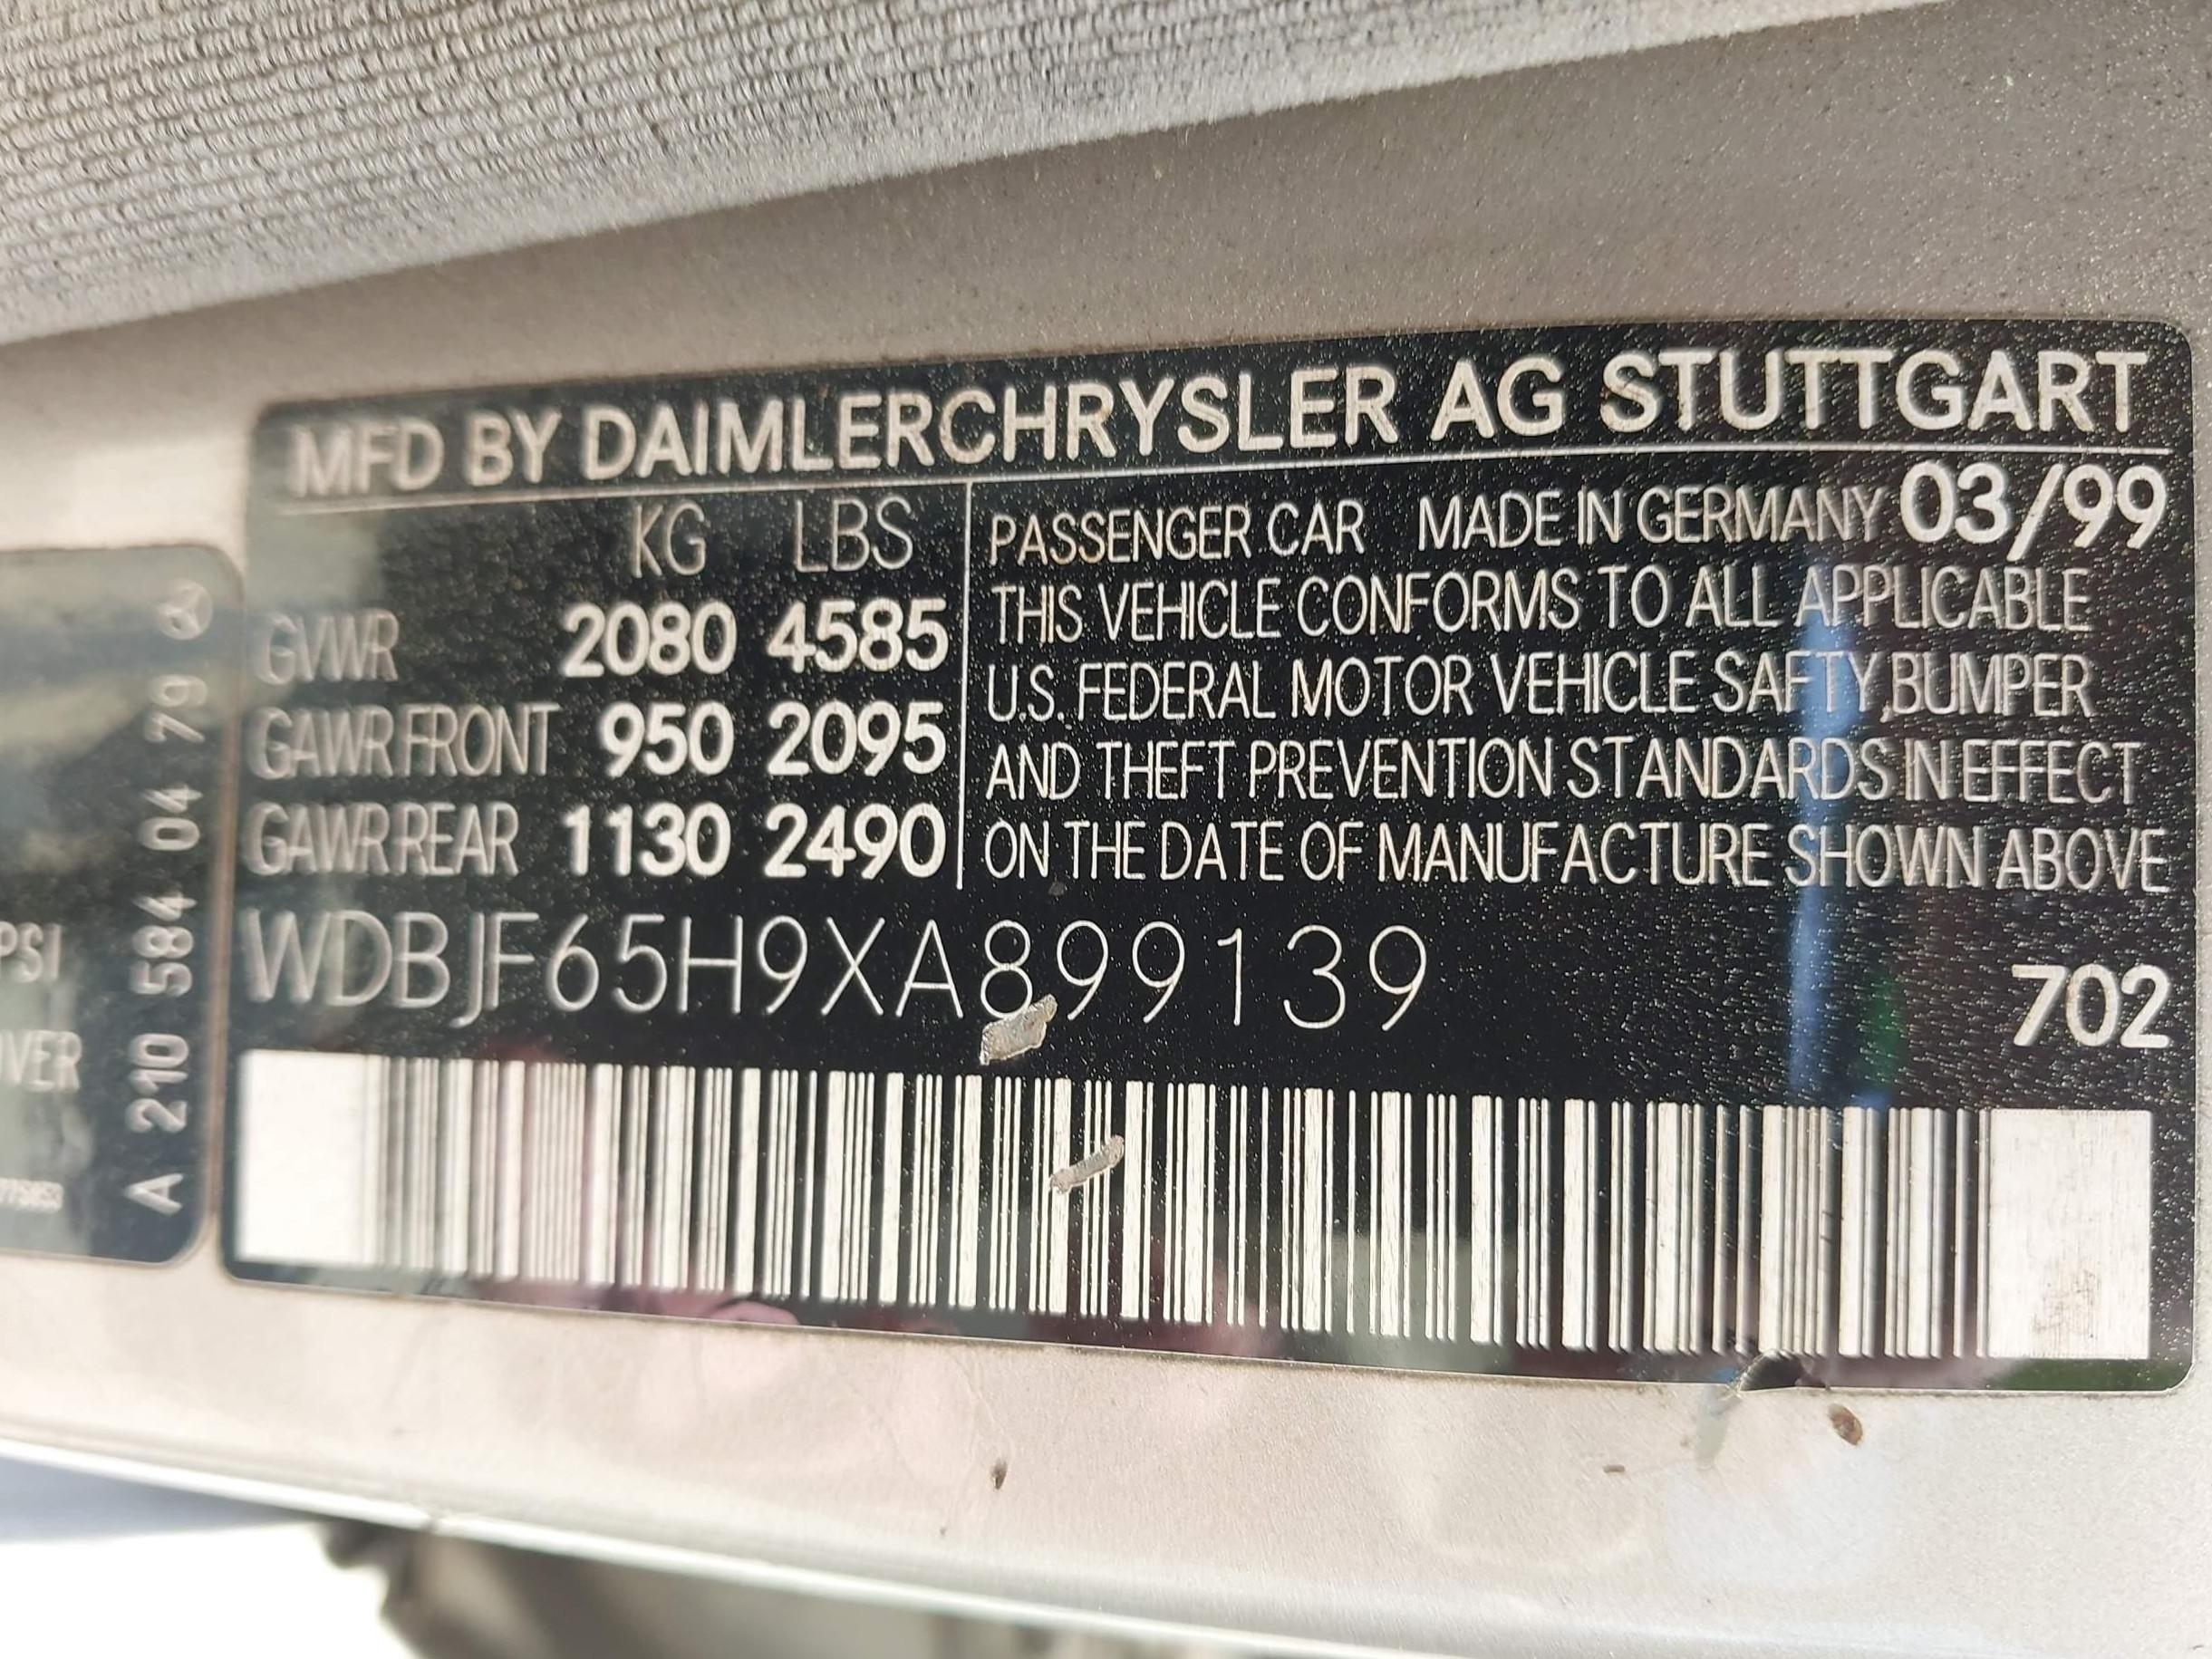 MFD BY DAIMLERCHRYSLER AG STUTTGART
KG LBS
GVWR 2080 4585
GAWR FRONT 950 2095
GAWR REAR 1130 2490
PASSENGER CAR MADE IN GERMANY 03/99
THIS VEHICLE CONFORMS TO ALL APPLICABLE
U.S. FEDERAL MOTOR VEHICLE SAFTY,BUMPER
AND THEFT PREVENTION STANDARDS IN EFFECT
ON THE DATE OF MANUFACTURE SHOWN ABOVE
WDBJF65H9XA899139
702
A 210 584 04 79
PSI
OVER